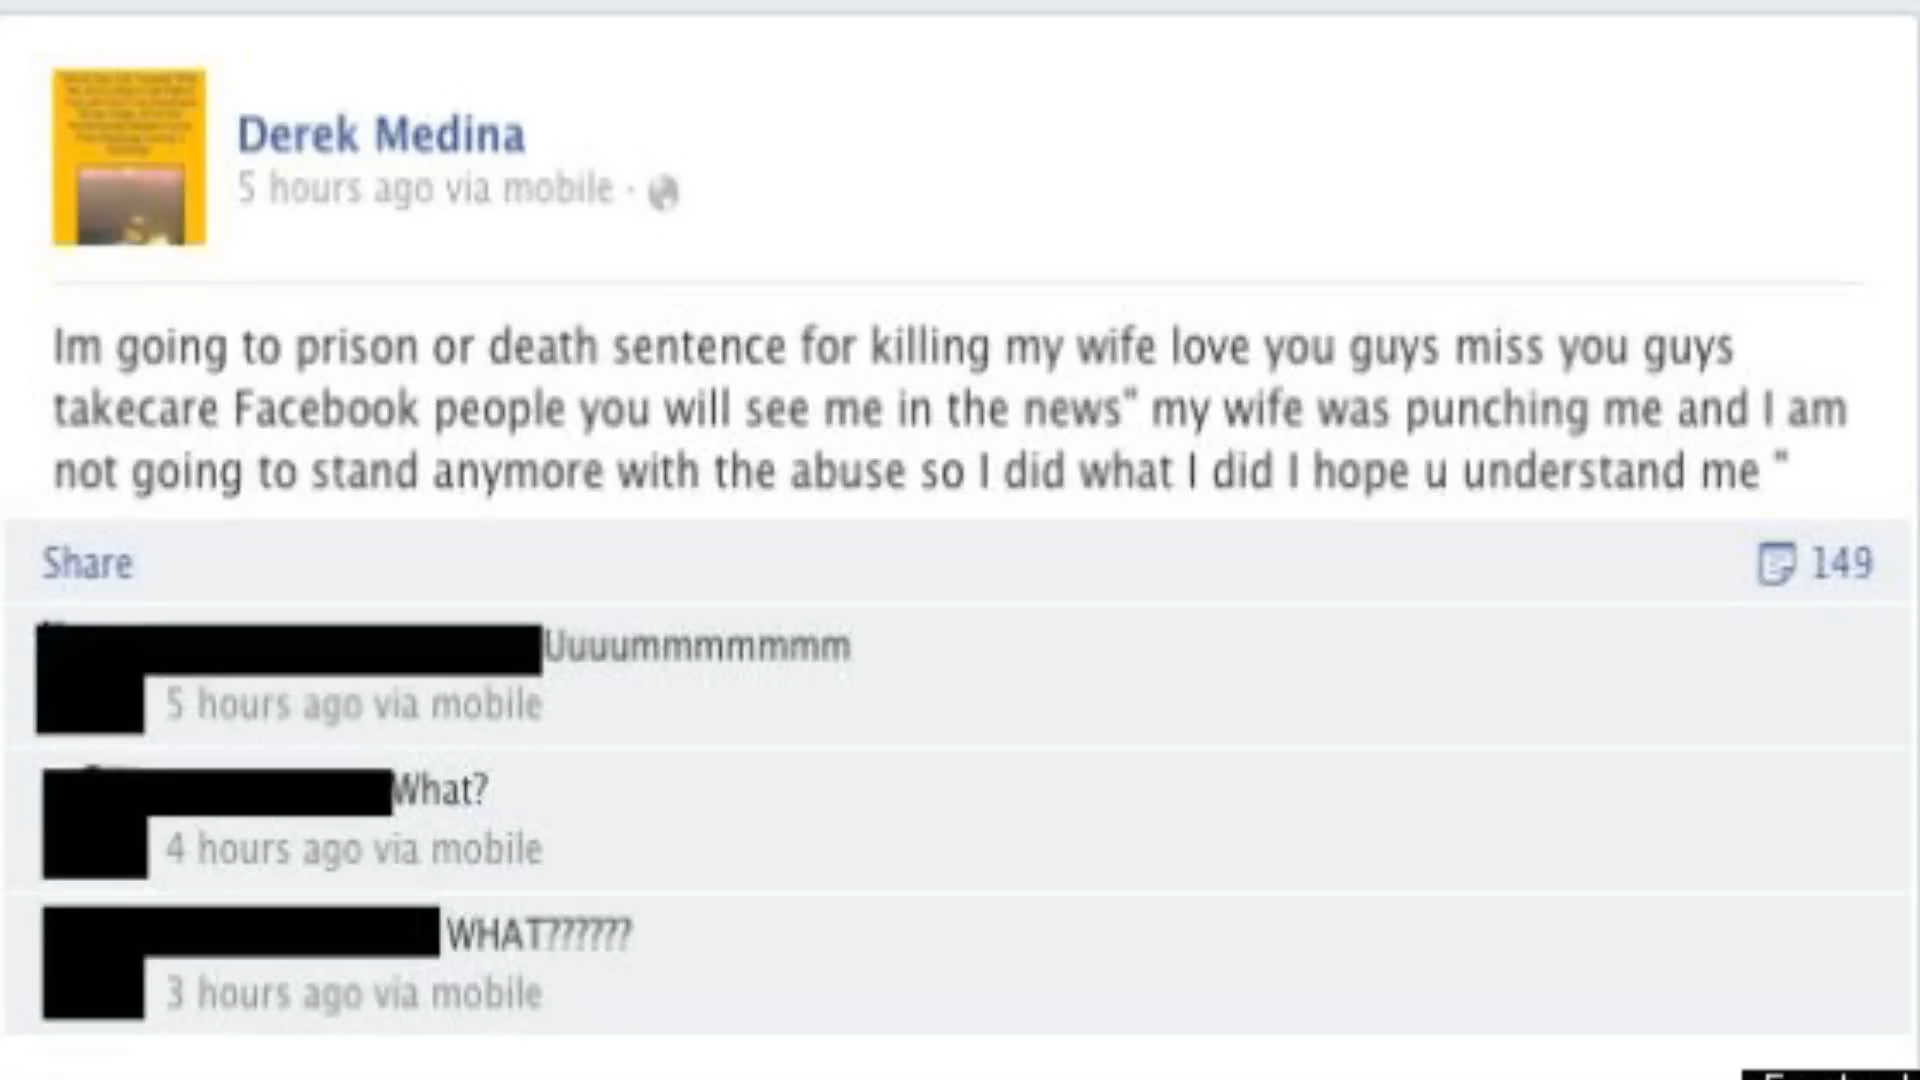 Derek Medina
5 hours ago via mobile ·
Im going to prison or death sentence for killing my wife love you guys miss you guys
takecare Facebook people you will see me in the news" my wife was punching me and I am
not going to stand anymore with the abuse so I did what I did I hope u understand me "
Share 149
Uuuummmmmmm
5 hours ago via mobile
What?
4 hours ago via mobile
WHAT??????
3 hours ago via mobile